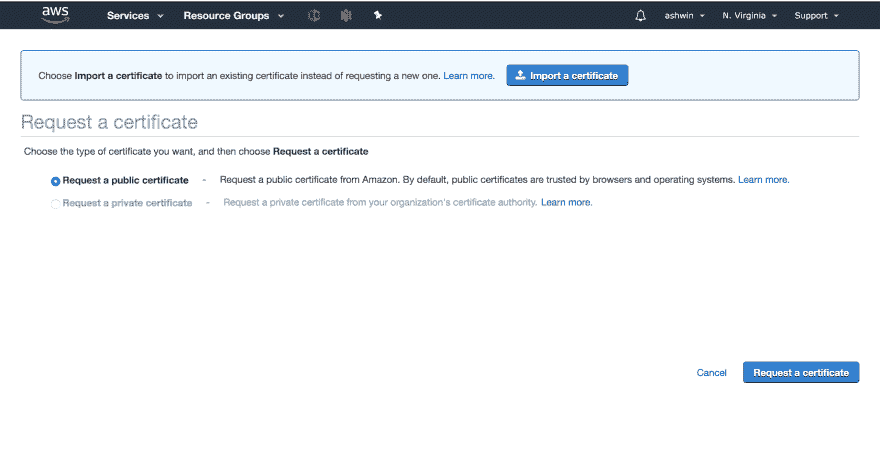 aws Services Resource Groups ashwin N. Virginia Support
Choose Import a certificate to import an existing certificate instead of requesting a new one. Learn more. Import a certificate
Request a certificate
Choose the type of certificate you want, and then choose Request a certificate
Request a public certificate - Request a public certificate from Amazon. By default, public certificates are trusted by browsers and operating systems. Learn more.
Request a private certificate - Request a private certificate from your organization's certificate authority. Learn more.
Cancel Request a certificate